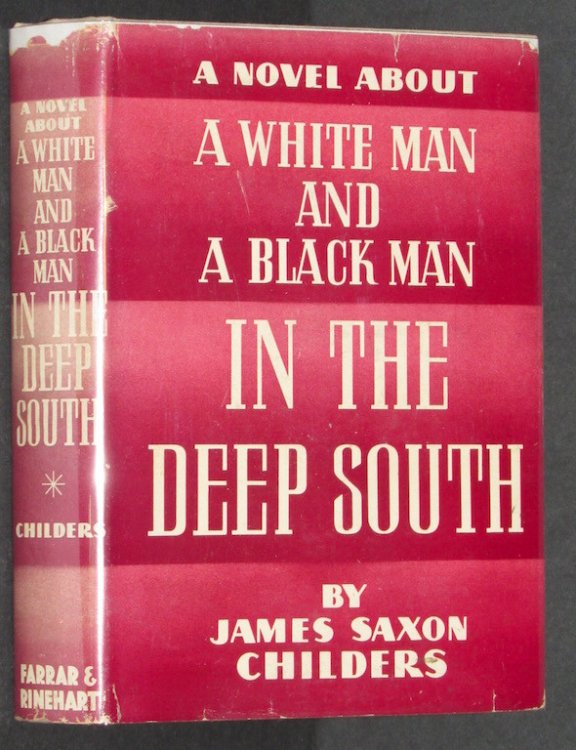 A NOVEL ABOUT
A WHITE MAN
AND
A BLACK MAN
IN THE
DEEP SOUTH
BY
JAMES SAXON
CHILDERS
A NOVEL
ABOUT
A WHITE
MAN
AND
A BLACK
MAN
IN THE
DEEP
SOUTH
CHILDERS
FARRAR &
RINEHART